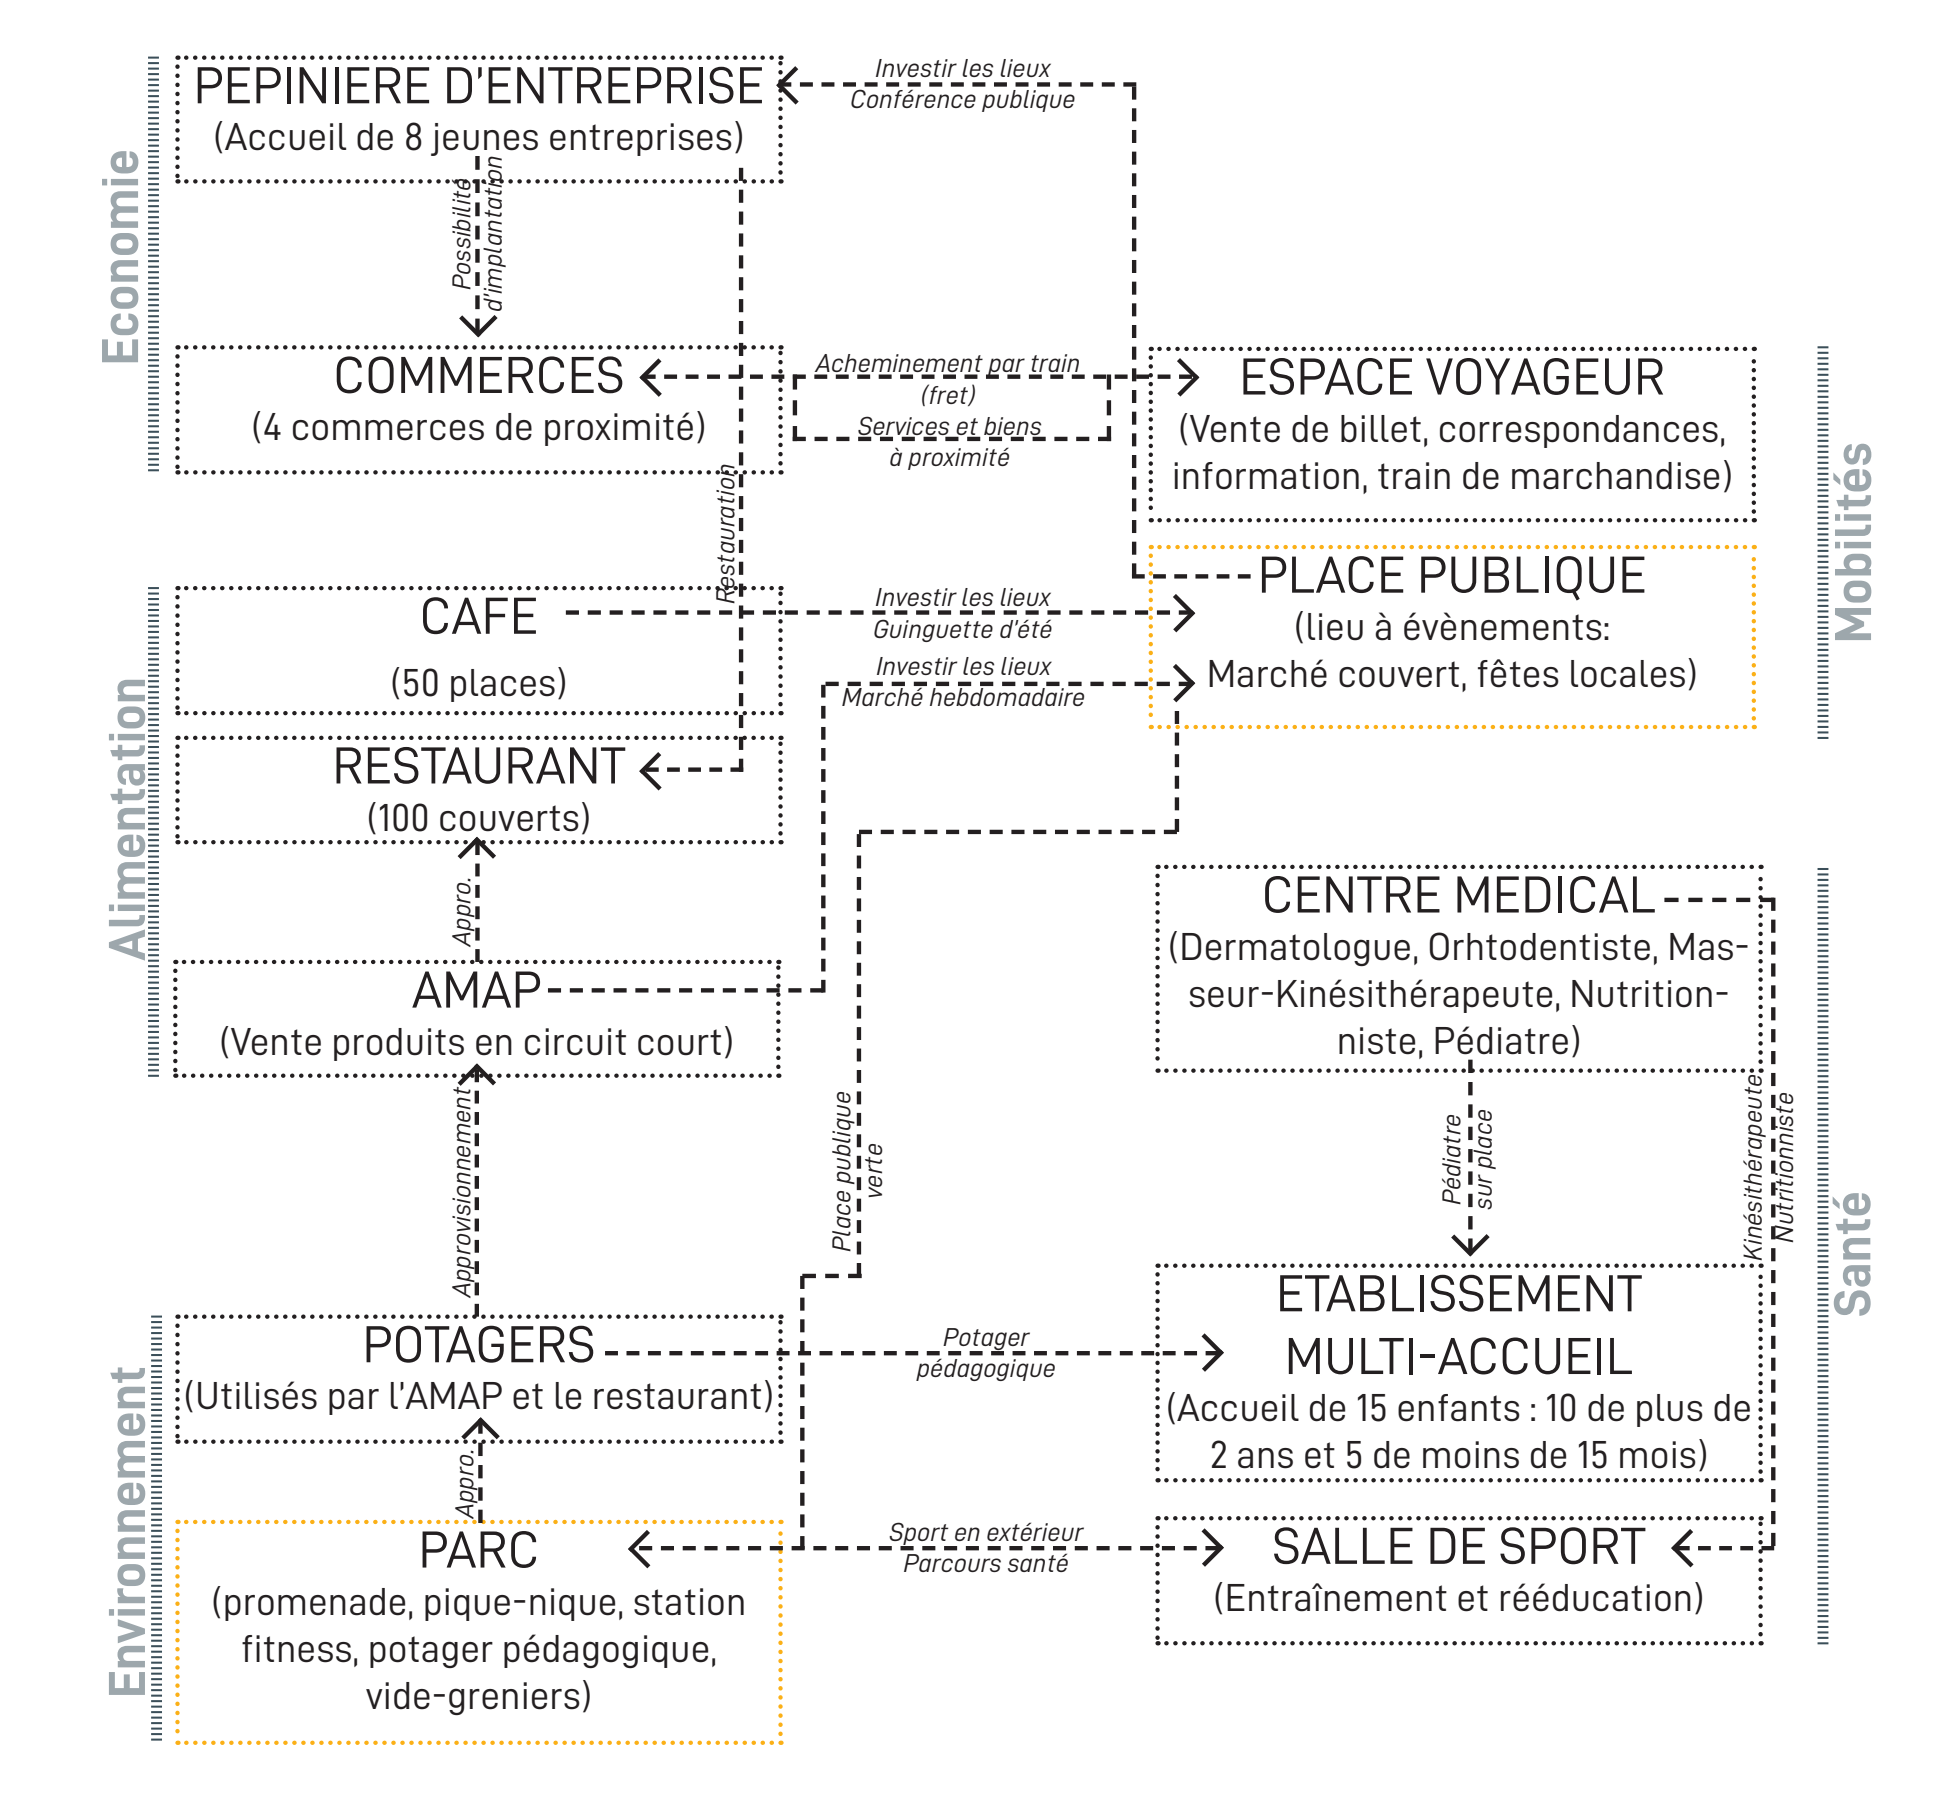 Economie
PEPINIERE D'ENTREPRISE
(Accueil de 8 jeunes entreprises)
Possibilité
d'implantation
Investir les lieux
Conférence publique
COMMERCES
(4 commerces de proximité)
Acheminement par train
(fret)
Services et biens
à proximité
Restauration
Mobilités
ESPACE VOYAGEUR
(Vente de billet, correspondances,
information, train de marchandise)
PLACE PUBLIQUE
(lieu à évènements:
Marché couvert, fêtes locales)
Alimentation
CAFE
(50 places)
Investir les lieux
Guinguette d'été
Investir les lieux
Marché hebdomadaire
RESTAURANT
(100 couverts)
Appro.
AMAP
(Vente produits en circuit court)
Approvisionnement
Place publique
verte
Santé
CENTRE MEDICAL
(Dermatologue, Orhtodentiste, Mas-
seur-Kinésithérapeute, Nutrition-
niste, Pédiatre)
Pédiatre
sur place
Kinésithérapeute
Nutritionniste
ETABLISSEMENT
MULTI-ACCUEIL
(Accueil de 15 enfants : 10 de plus de
2 ans et 5 de moins de 15 mois)
SALLE DE SPORT
(Entraînement et rééducation)
Environnement
POTAGERS
(Utilisés par l'AMAP et le restaurant)
Potager
pédagogique
Appro.
PARC
(promenade, pique-nique, station
fitness, potager pédagogique,
vide-greniers)
Sport en extérieur
Parcours santé